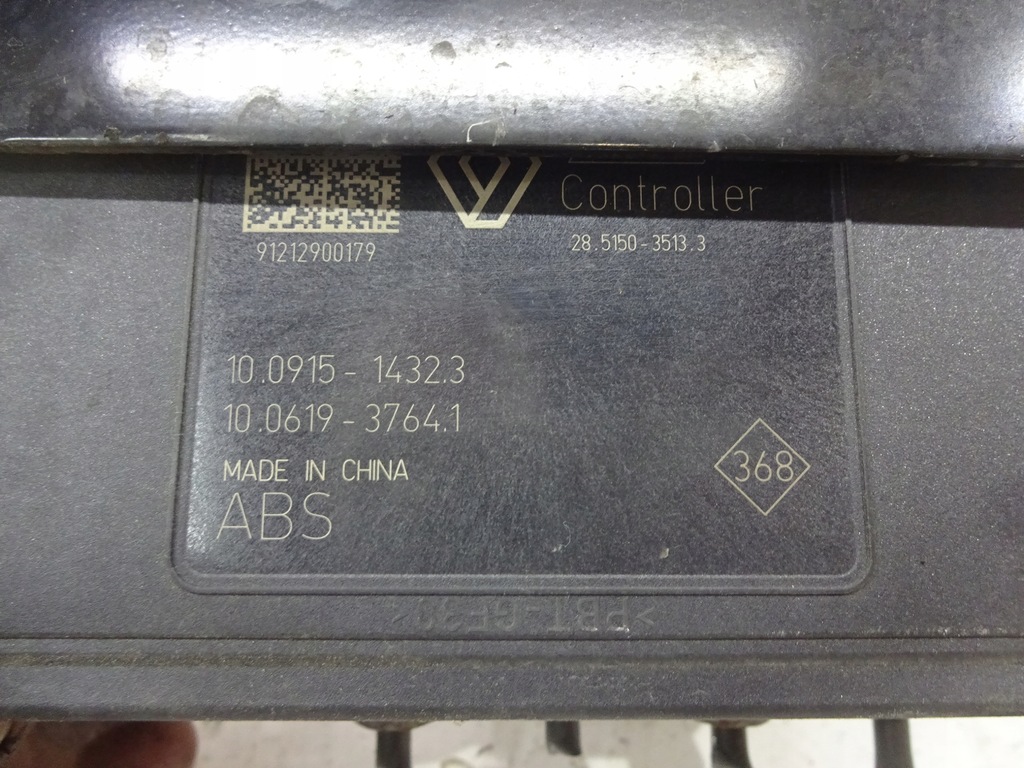 Controller
91212900179
28.5150-3513.3
10.0915-1432.3
10.0619-3764.1
MADE IN CHINA
368
ABS